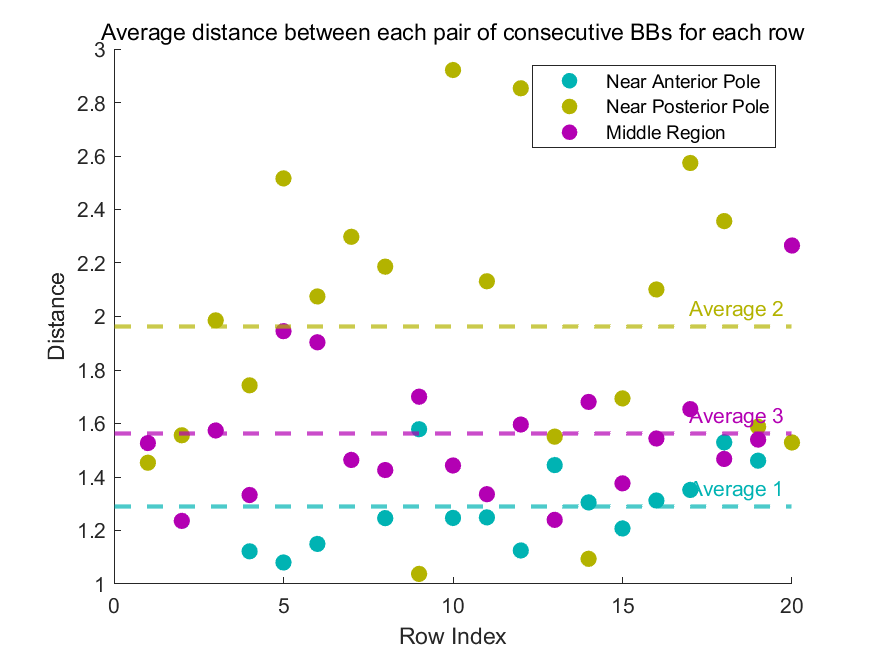 Average distance between each pair of consecutive BBs for each row
3
2.8
2.6
2.4
2.2
2
1.8
1.6
1.4
1.2
1
Distance
Near Anterior Pole
Near Posterior Pole
Middle Region
Average 2
Average 3
Average 1
0
5
10
15
20
Row Index